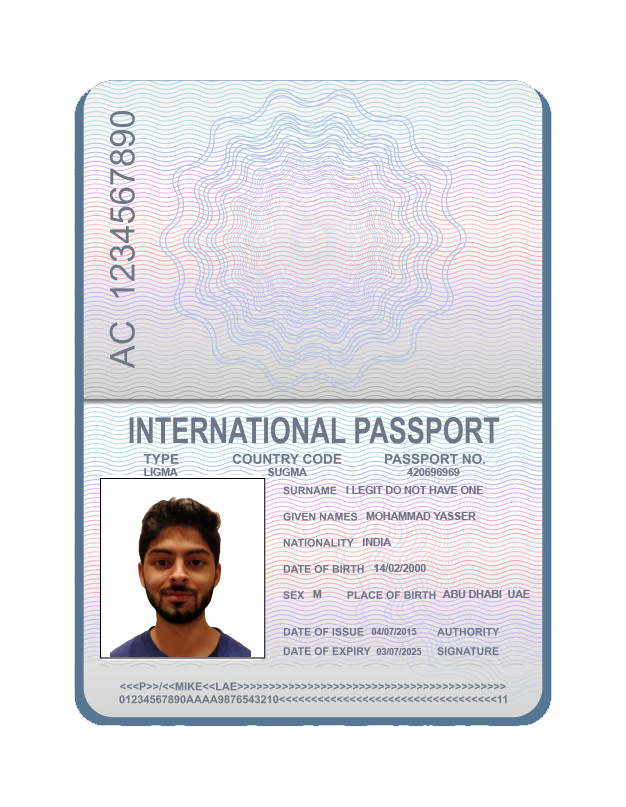 AC 1234567890
INTERNATIONAL PASSPORT
TYPE COUNTRY CODE PASSPORT NO.
LIGMA SUGMA 420696969
SURNAME I LEGIT DO NOT HAVE ONE
GIVEN NAMES MOHAMMAD YASSER
NATIONALITY INDIA
DATE OF BIRTH 14/02/2000
SEX M PLACE OF BIRTH ABU DHABI UAE
DATE OF ISSUE 04/07/2015 AUTHORITY
DATE OF EXPIRY 03/07/2025 SIGNATURE
<<<P>>/<<MIKE<<LAE>>>>>>>>>>>>>>>>>>>>>>>>>>>>>>>>>>>>>>>>>
01234567890AAAA9876543210<<<<<<<<<<<<<<<<<<<<<<<<<<<<<<<<<<11